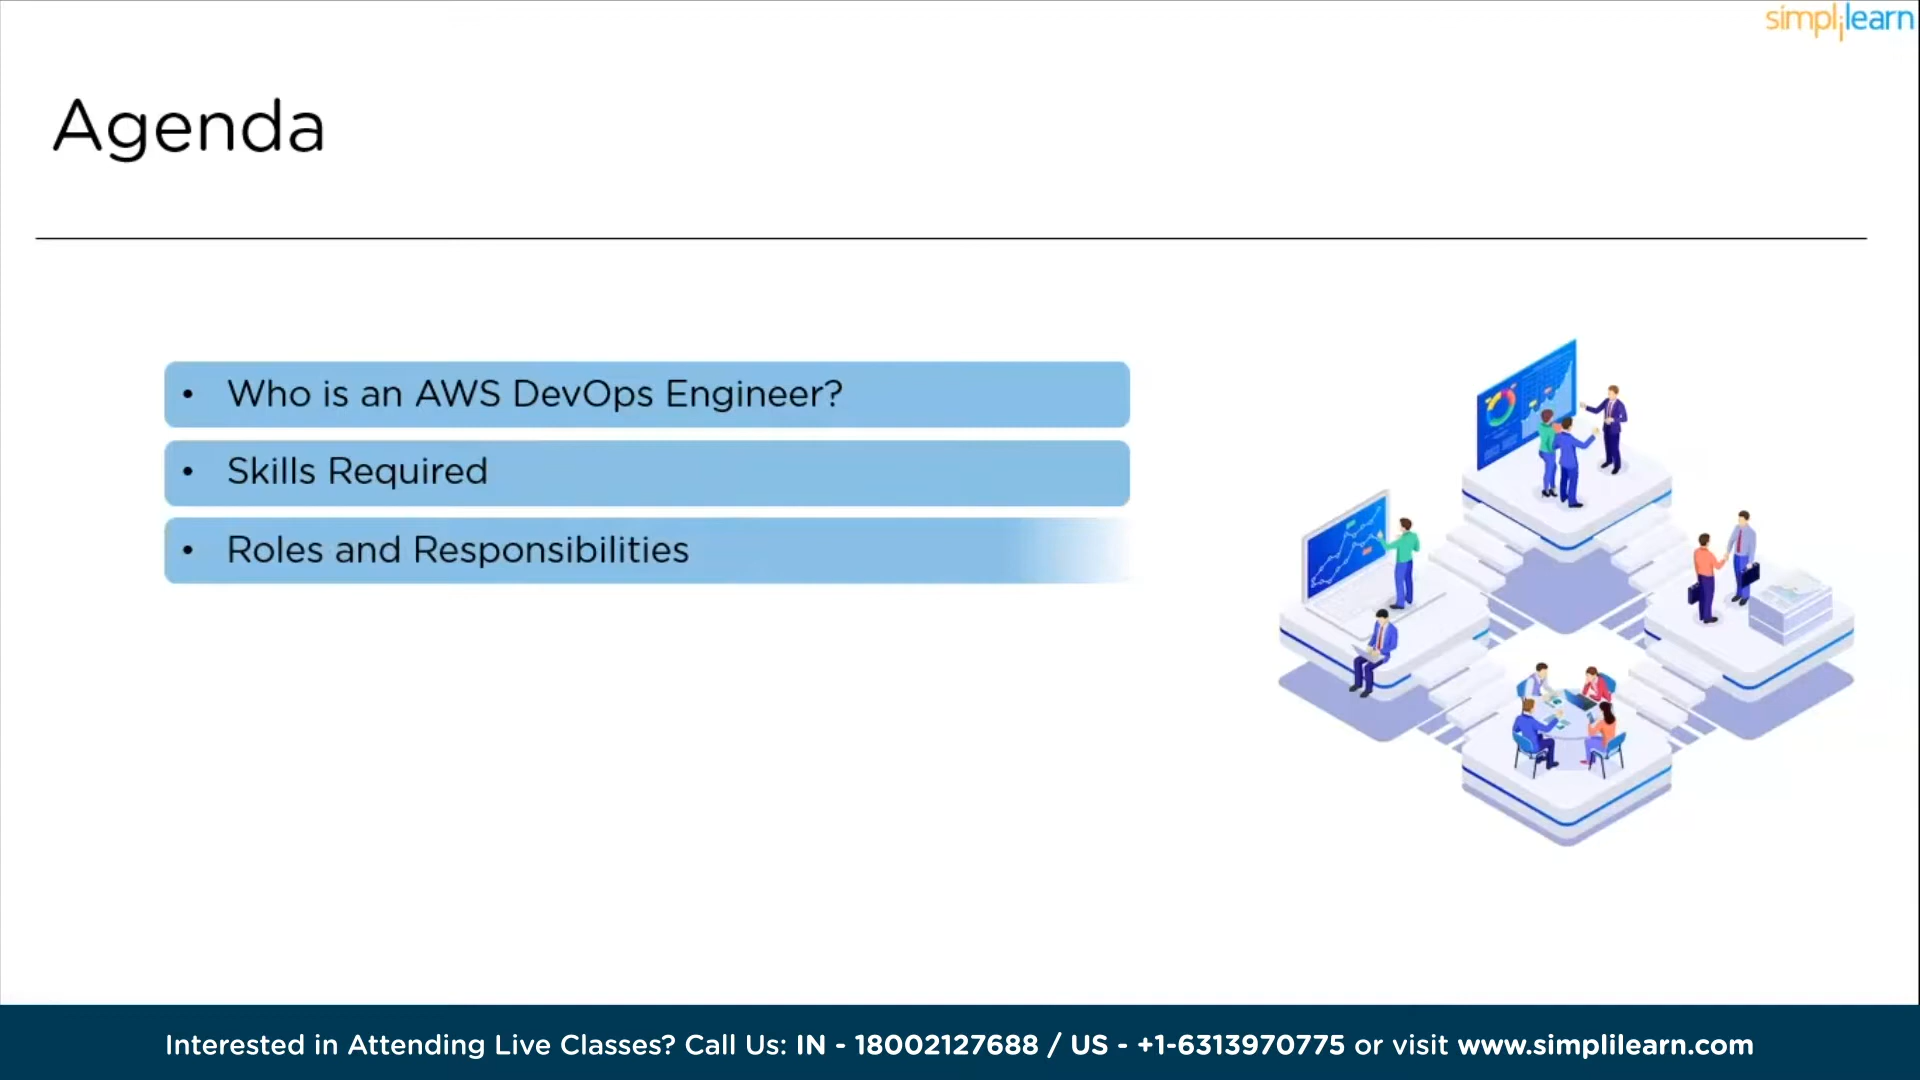 simplilearn
Agenda
• Who is an AWS DevOps Engineer?
• Skills Required
• Roles and Responsibilities
Interested in Attending Live Classes? Call Us: IN - 18002127688 / US - +1-6313970775 or visit www.simplilearn.com